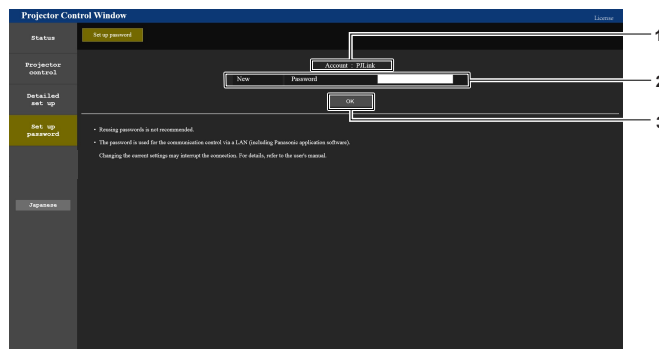 Projector Control Window
License
Status
Set up password
1
Account : PJLink
Projector
control
New Password
2
Detailed
set up
OK
3
Set up
password
• Reusing passwords is not recommended.
• The password is used for the communication control via a LAN (including Panasonic application software).
Changing the current settings may interrupt the connection. For details, refer to the user's manual.
Japanese